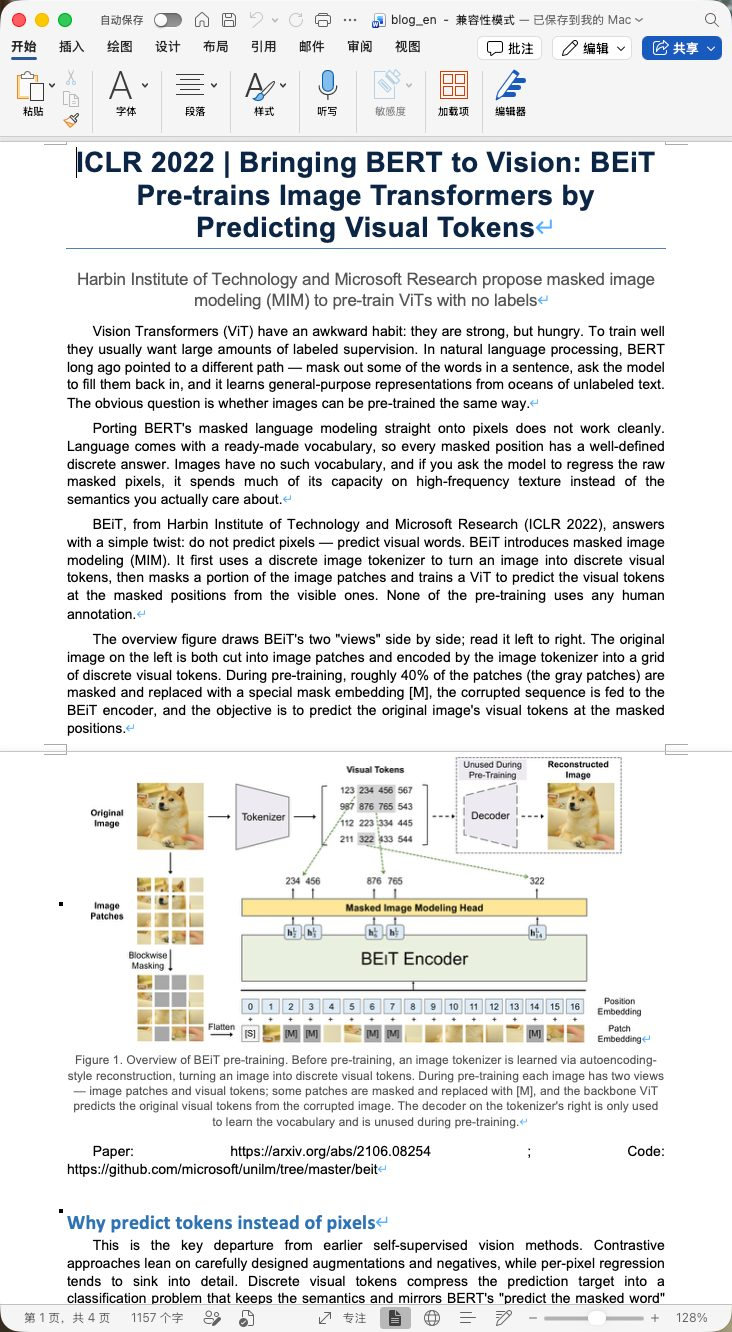 自动保存
blog_en - 兼容性模式 — 已保存到我的 Mac
开始 插入 绘图 设计 布局 引用 邮件 审阅 视图 批注 编辑 共享
粘贴 字体 段落 样式 听写 敏感度 加载项 编辑器
ICLR 2022 | Bringing BERT to Vision: BEiT
Pre-trains Image Transformers by
Predicting Visual Tokens
Harbin Institute of Technology and Microsoft Research propose masked image
modeling (MIM) to pre-train ViTs with no labels
Vision Transformers (ViT) have an awkward habit: they are strong, but hungry. To train well
they usually want large amounts of labeled supervision. In natural language processing, BERT
long ago pointed to a different path — mask out some of the words in a sentence, ask the model
to fill them back in, and it learns general-purpose representations from oceans of unlabeled text.
The obvious question is whether images can be pre-trained the same way.
Porting BERT's masked language modeling straight onto pixels does not work cleanly.
Language comes with a ready-made vocabulary, so every masked position has a well-defined
discrete answer. Images have no such vocabulary, and if you ask the model to regress the raw
masked pixels, it spends much of its capacity on high-frequency texture instead of the
semantics you actually care about.
BEiT, from Harbin Institute of Technology and Microsoft Research (ICLR 2022), answers
with a simple twist: do not predict pixels — predict visual words. BEiT introduces masked image
modeling (MIM). It first uses a discrete image tokenizer to turn an image into discrete visual
tokens, then masks a portion of the image patches and trains a ViT to predict the visual tokens
at the masked positions from the visible ones. None of the pre-training uses any human
annotation.
The overview figure draws BEiT's two "views" side by side; read it left to right. The original
image on the left is both cut into image patches and encoded by the image tokenizer into a grid
of discrete visual tokens. During pre-training, roughly 40% of the patches (the gray patches) are
masked and replaced with a special mask embedding [M], the corrupted sequence is fed to the
BEiT encoder, and the objective is to predict the original image's visual tokens at the masked
positions.
Original
Image
Tokenizer
Visual Tokens
123 234 456 567
987 876 765 543
112 223 334 445
211 322 433 544
Unused During
Pre-Training
Decoder
Reconstructed
Image
Image
Patches
234 456 876 765 322
Masked Image Modeling Head
Blockwise
Masking
BEiT Encoder
0 1 2 3 4 5 6 7 8 9 10 11 12 13 14 15 16
Position
Embedding
+ + + + + + + + + + + + + + + + +
Flatten
[S] [M] [M] [M] [M] [M]
Patch
Embedding
Figure 1. Overview of BEiT pre-training. Before pre-training, an image tokenizer is learned via autoencoding-
style reconstruction, turning an image into discrete visual tokens. During pre-training each image has two views
— image patches and visual tokens; some patches are masked and replaced with [M], and the backbone ViT
predicts the original visual tokens from the corrupted image. The decoder on the tokenizer's right is only used
to learn the vocabulary and is unused during pre-training.
Paper: https://arxiv.org/abs/2106.08254 ; Code:
https://github.com/microsoft/unilm/tree/master/beit
Why predict tokens instead of pixels
This is the key departure from earlier self-supervised vision methods. Contrastive
approaches lean on carefully designed augmentations and negatives, while per-pixel regression
tends to sink into detail. Discrete visual tokens compress the prediction target into a
classification problem that keeps the semantics and mirrors BERT's "predict the masked word"
第 1 页，共 4 页 1157 个字 专注 128%